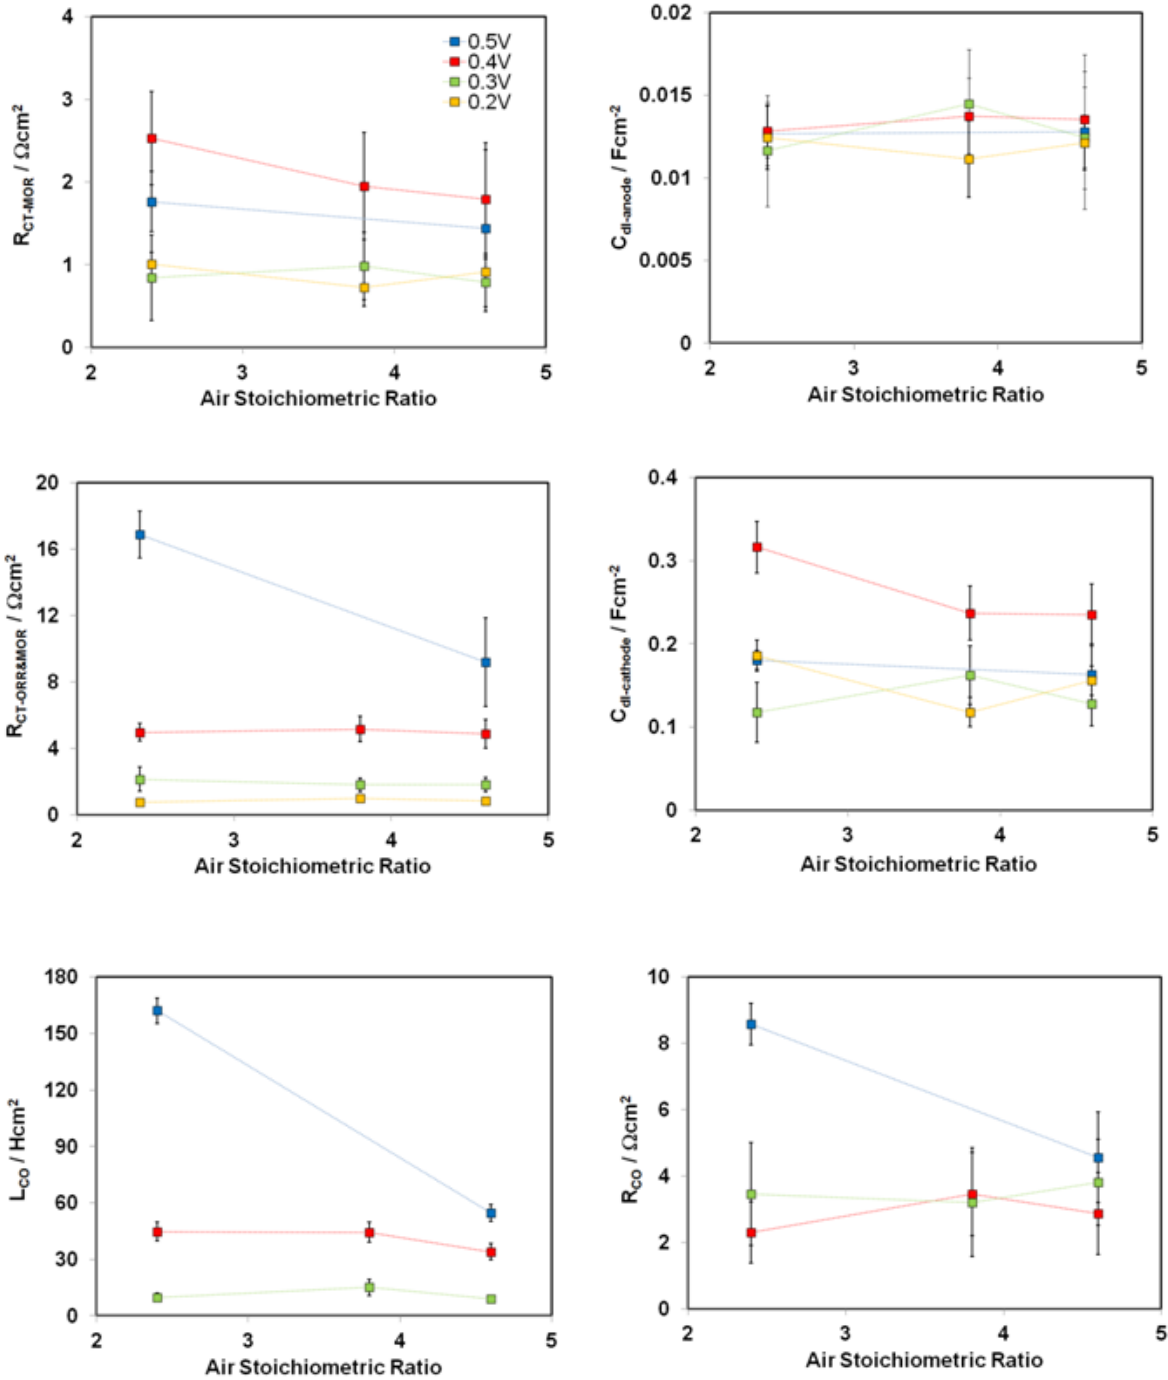 4
3
2
1
0
R_CT-MOR / Ωcm²
0.5V
0.4V
0.3V
0.2V
2 3 4 5
Air Stoichiometric Ratio
0.02
0.015
0.01
0.005
0
C_dl-anode / Fcm⁻²
2 3 4 5
Air Stoichiometric Ratio
20
16
12
8
4
0
R_CT-ORR&MOR / Ωcm²
2 3 4 5
Air Stoichiometric Ratio
0.4
0.3
0.2
0.1
0
C_dl-cathode / Fcm⁻²
2 3 4 5
Air Stoichiometric Ratio
180
150
120
90
60
30
0
L_CO / Hcm²
2 3 4 5
Air Stoichiometric Ratio
10
8
6
4
2
0
R_CO / Ωcm²
2 3 4 5
Air Stoichiometric Ratio